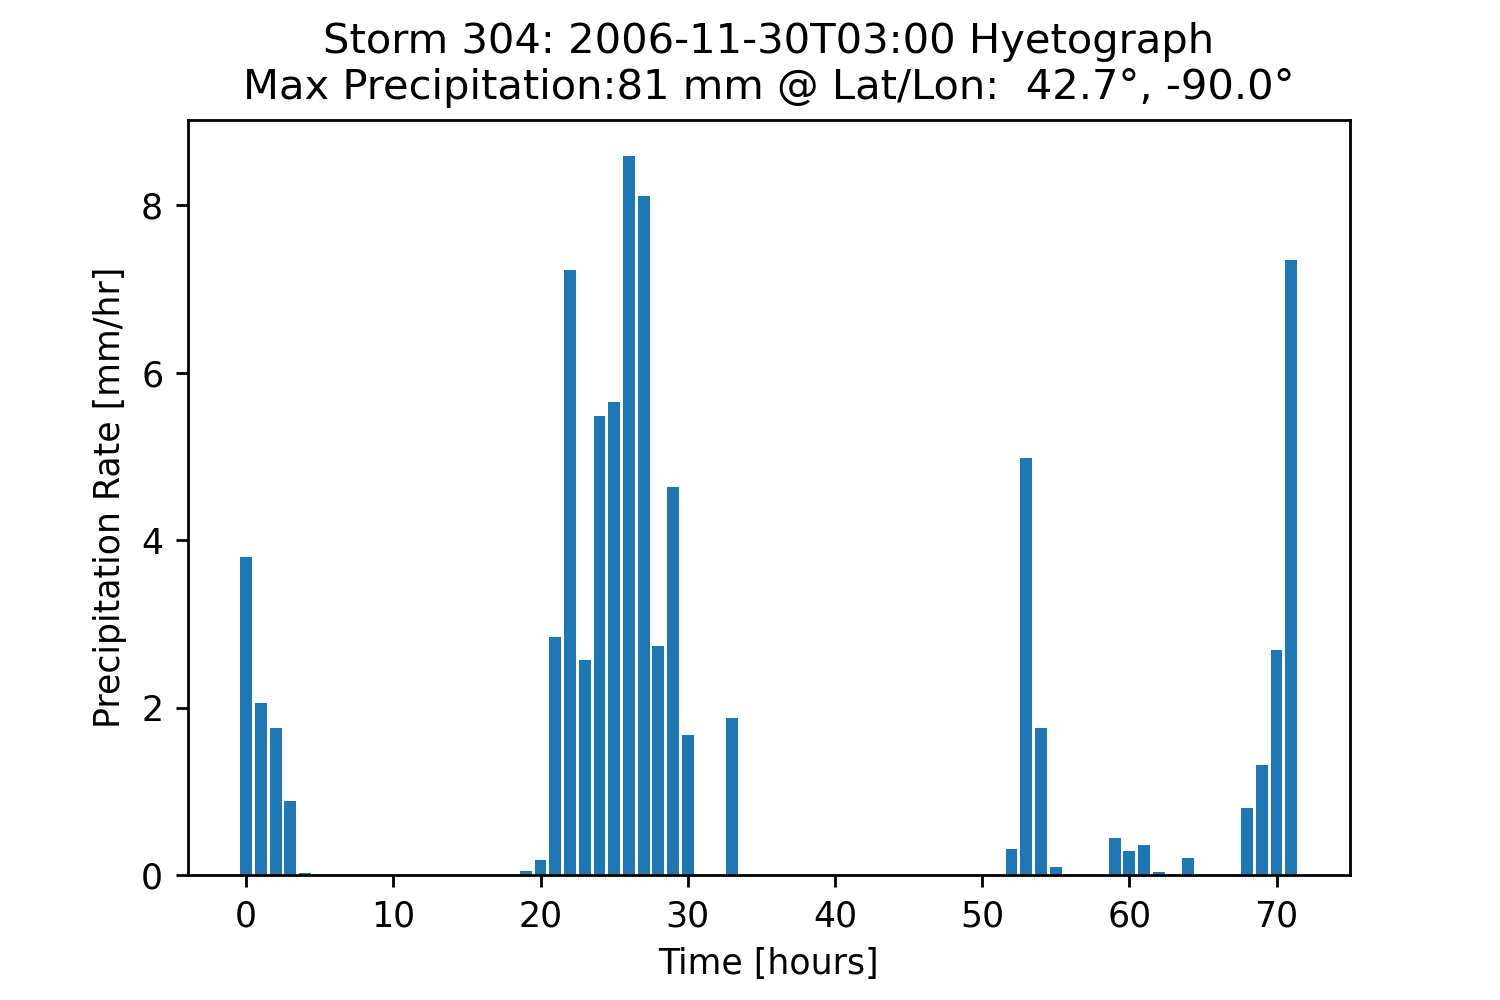 Storm 304: 2006-11-30T03:00 Hyetograph
Max Precipitation:81 mm @ Lat/Lon:  42.7°, -90.0°
Precipitation Rate [mm/hr]
8
6
4
2
0
0 10 20 30 40 50 60 70
Time [hours]